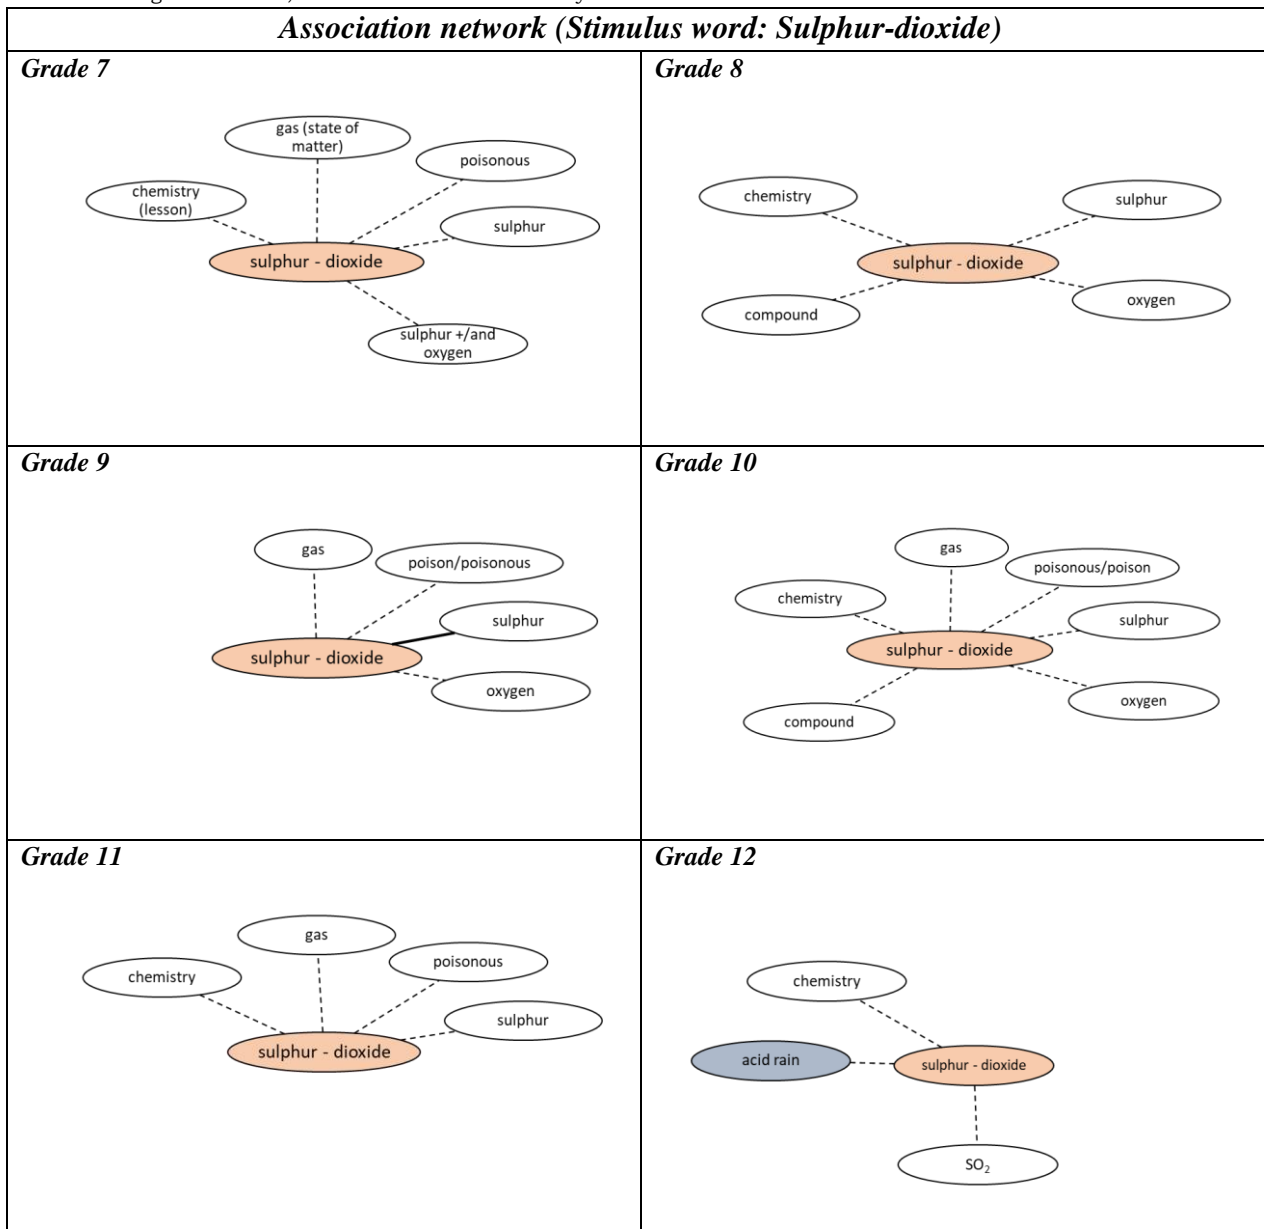 Association network (Stimulus word: Sulphur-dioxide)
Grade 7
gas (state of
matter)
poisonous
chemistry
(lesson)
sulphur
sulphur - dioxide
sulphur +/and
oxygen
Grade 8
chemistry
sulphur
sulphur - dioxide
compound
oxygen
Grade 9
gas
poison/poisonous
sulphur
sulphur - dioxide
oxygen
Grade 10
gas
poisonous/poison
chemistry
sulphur
sulphur - dioxide
oxygen
compound
Grade 11
gas
poisonous
chemistry
sulphur
sulphur - dioxide
Grade 12
chemistry
acid rain
sulphur - dioxide
SO₂